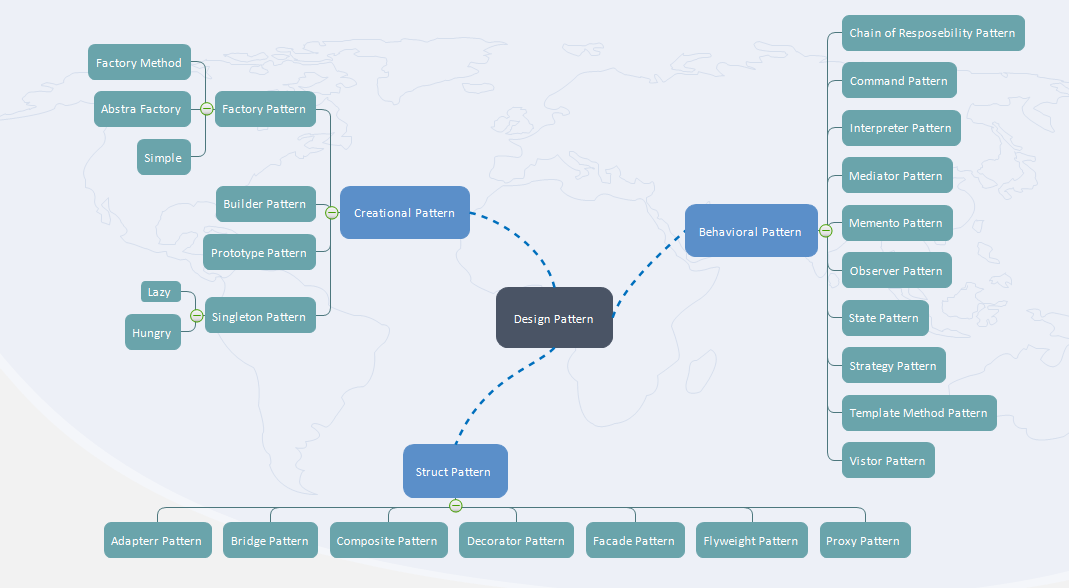 Design Pattern
Creational Pattern
Factory Pattern
Factory Method
Abstra Factory
Simple
Builder Pattern
Prototype Pattern
Singleton Pattern
Lazy
Hungry
Behavioral Pattern
Chain of Resposebility Pattern
Command Pattern
Interpreter Pattern
Mediator Pattern
Memento Pattern
Observer Pattern
State Pattern
Strategy Pattern
Template Method Pattern
Vistor Pattern
Struct Pattern
Adapterr Pattern
Bridge Pattern
Composite Pattern
Decorator Pattern
Facade Pattern
Flyweight Pattern
Proxy Pattern